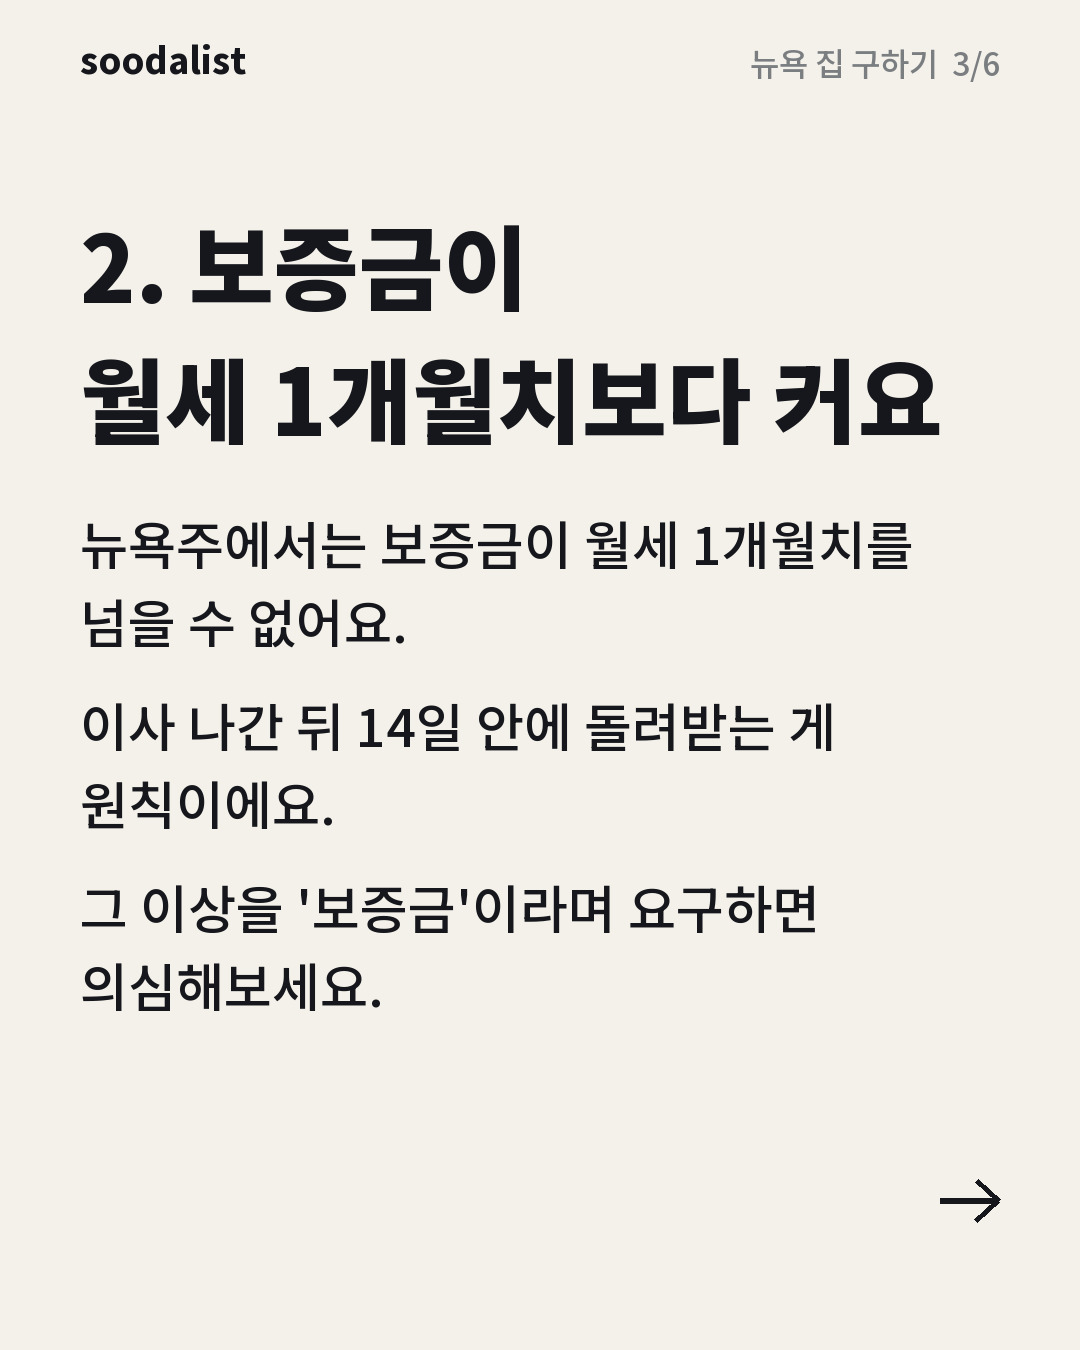 soodalist
뉴욕 집 구하기 3/6
2. 보증금이
월세 1개월치보다 커요
뉴욕주에서는 보증금이 월세 1개월치를
넘을 수 없어요.
이사 나간 뒤 14일 안에 돌려받는 게
원칙이에요.
그 이상을 '보증금'이라며 요구하면
의심해보세요.